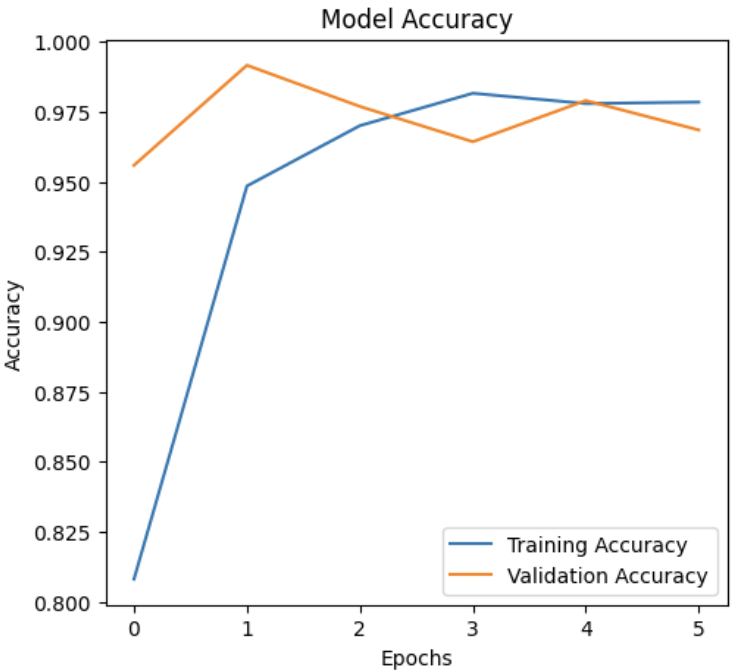 Model Accuracy
1.000
0.975
0.950
0.925
0.900
0.875
0.850
0.825
0.800
Accuracy
0 1 2 3 4 5
Epochs
Training Accuracy
Validation Accuracy